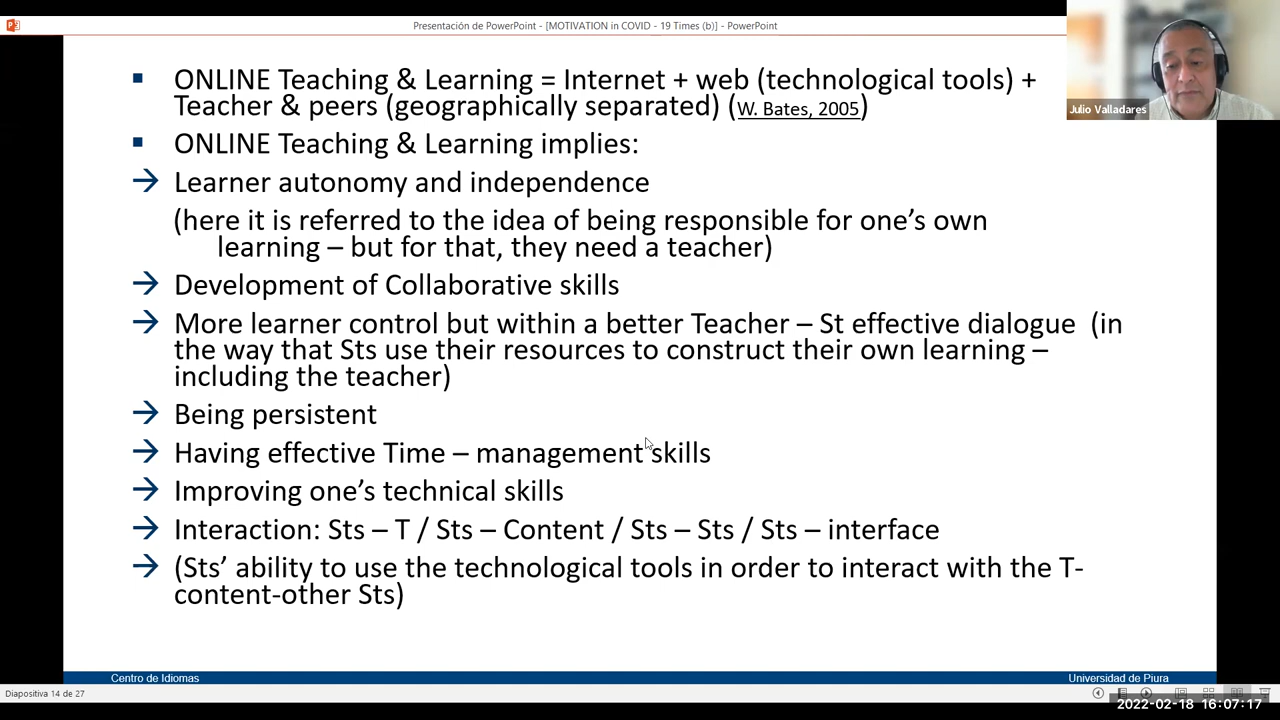 Presentación de PowerPoint - [MOTIVATION in COVID - 19 Times (b)] - PowerPoint
Julio Valladares
▪ ONLINE Teaching & Learning = Internet + web (technological tools) +
Teacher & peers (geographically separated) (W. Bates, 2005)
▪ ONLINE Teaching & Learning implies:
→ Learner autonomy and independence
(here it is referred to the idea of being responsible for one’s own
learning – but for that, they need a teacher)
→ Development of Collaborative skills
→ More learner control but within a better Teacher – St effective dialogue (in
the way that Sts use their resources to construct their own learning –
including the teacher)
→ Being persistent
→ Having effective Time – management skills
→ Improving one’s technical skills
→ Interaction: Sts – T / Sts – Content / Sts – Sts / Sts – interface
→ (Sts’ ability to use the technological tools in order to interact with the T-
content-other Sts)
Centro de Idiomas
Universidad de Piura
Diapositiva 14 de 27
2022-02-18 16:07:17